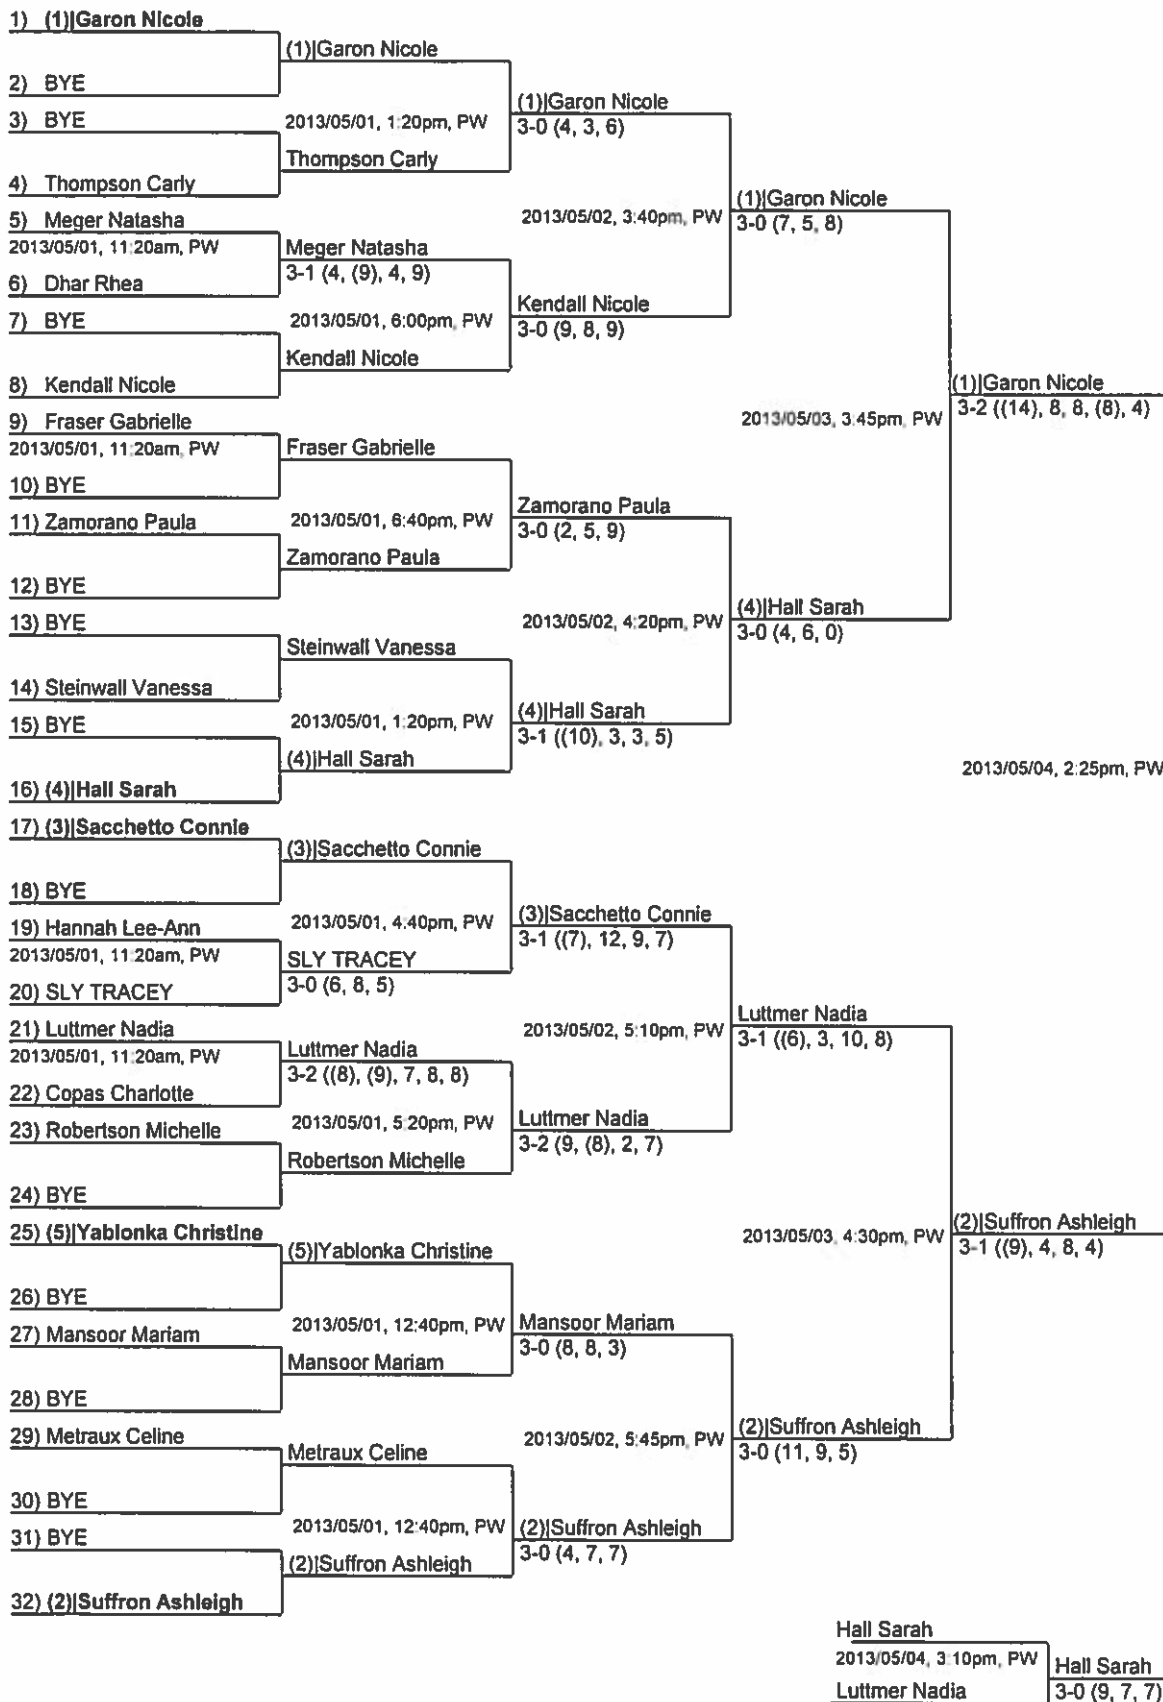 1) (1)|Garon Nicole
(1)|Garon Nicole
2) BYE
(1)|Garon Nicole
3) BYE
2013/05/01, 1:20pm, PW
3-0 (4, 3, 6)
Thompson Carly
4) Thompson Carly
(1)|Garon Nicole
5) Meger Natasha
2013/05/02, 3:40pm, PW
3-0 (7, 5, 8)
2013/05/01, 11:20am, PW
Meger Natasha
3-1 (4, (9), 4, 9)
6) Dhar Rhea
Kendall Nicole
7) BYE
2013/05/01, 6:00pm, PW
3-0 (9, 8, 9)
Kendall Nicole
8) Kendall Nicole
(1)|Garon Nicole
3-2 ((14), 8, 8, (8), 4)
9) Fraser Gabrielle
2013/05/03, 3:45pm, PW
2013/05/01, 11:20am, PW
Fraser Gabrielle
10) BYE
Zamorano Paula
11) Zamorano Paula
2013/05/01, 6:40pm, PW
3-0 (2, 5, 9)
Zamorano Paula
12) BYE
(4)|Hall Sarah
13) BYE
2013/05/02, 4:20pm, PW
3-0 (4, 6, 0)
Steinwall Vanessa
14) Steinwall Vanessa
(4)|Hall Sarah
15) BYE
2013/05/01, 1:20pm, PW
3-1 ((10), 3, 3, 5)
(4)|Hall Sarah
2013/05/04, 2:25pm, PW
16) (4)|Hall Sarah
17) (3)|Sacchetto Connie
(3)|Sacchetto Connie
18) BYE
(3)|Sacchetto Connie
19) Hannah Lee-Ann
2013/05/01, 4:40pm, PW
3-1 ((7), 12, 9, 7)
2013/05/01, 11:20am, PW
SLY TRACEY
3-0 (6, 8, 5)
20) SLY TRACEY
Luttmer Nadia
21) Luttmer Nadia
2013/05/02, 5:10pm, PW
3-1 ((6), 3, 10, 8)
2013/05/01, 11:20am, PW
Luttmer Nadia
3-2 ((8), (9), 7, 8, 8)
22) Copas Charlotte
Luttmer Nadia
23) Robertson Michelle
2013/05/01, 5:20pm, PW
3-2 (9, (8), 2, 7)
Robertson Michelle
24) BYE
(2)|Suffron Ashleigh
25) (5)|Yablonka Christine
2013/05/03, 4:30pm, PW
3-1 ((9), 4, 8, 4)
(5)|Yablonka Christine
26) BYE
Mansoor Mariam
27) Mansoor Mariam
2013/05/01, 12:40pm, PW
3-0 (8, 8, 3)
Mansoor Mariam
28) BYE
(2)|Suffron Ashleigh
29) Metraux Celine
2013/05/02, 5:45pm, PW
3-0 (11, 9, 5)
Metraux Celine
30) BYE
(2)|Suffron Ashleigh
31) BYE
2013/05/01, 12:40pm, PW
3-0 (4, 7, 7)
(2)|Suffron Ashleigh
32) (2)|Suffron Ashleigh
Hall Sarah
2013/05/04, 3:10pm, PW
Hall Sarah
Luttmer Nadia
3-0 (9, 7, 7)